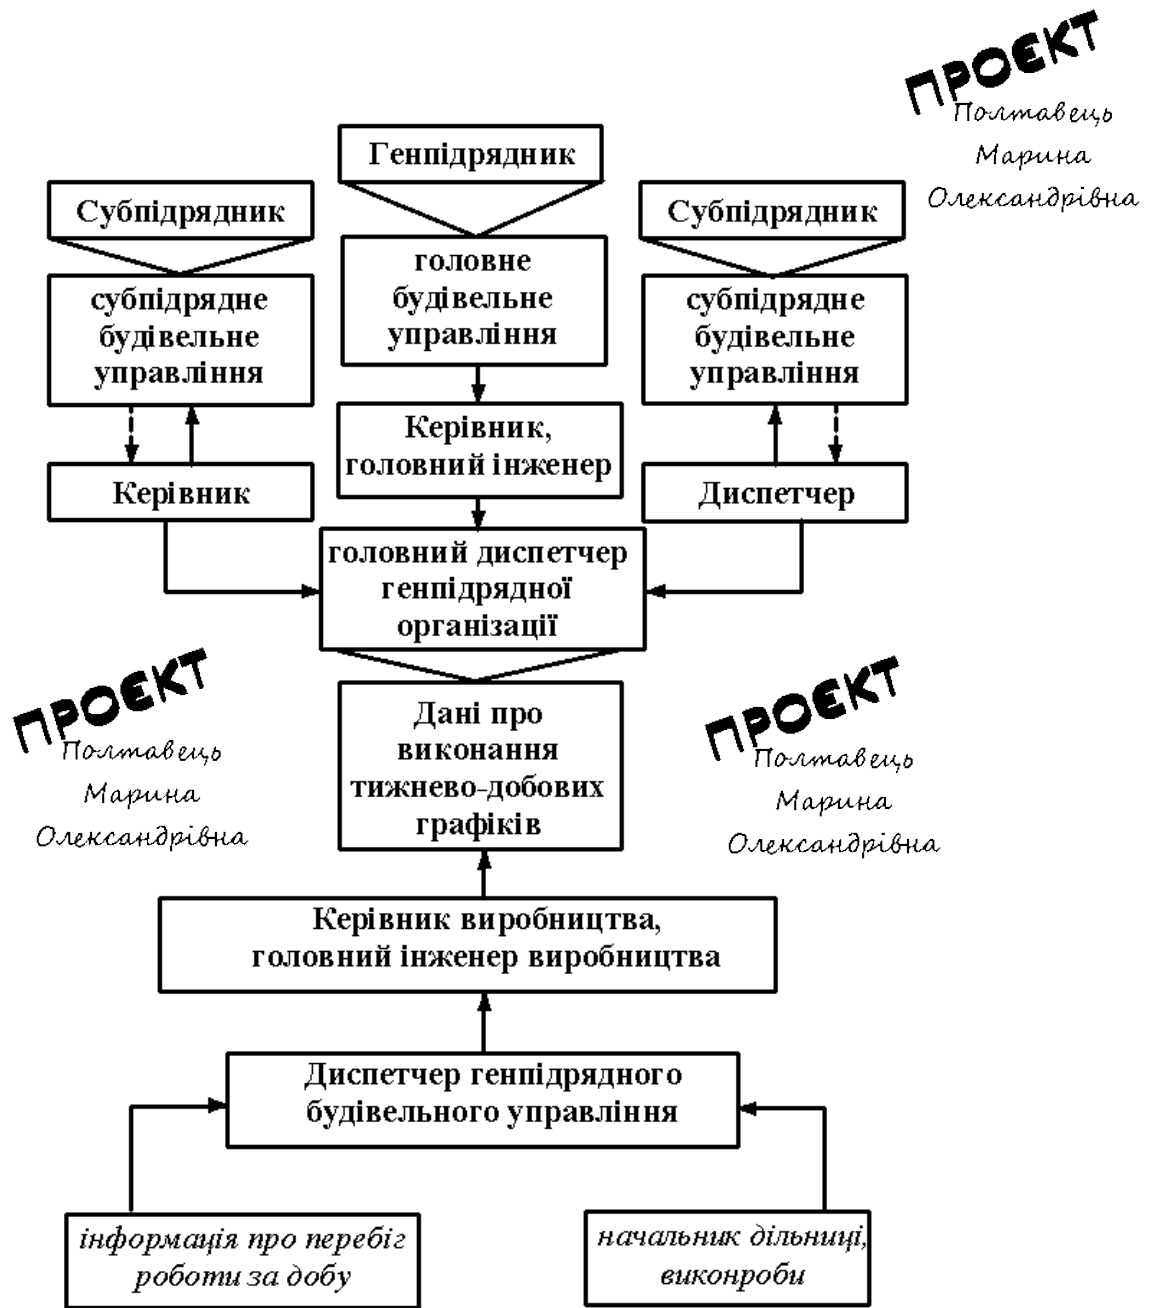 ПРОЄКТ
Полтавець
Марина
Олександрівна
Генпідрядник
Субпідрядник
Субпідрядник
головне
будівельне
управління
субпідрядне
будівельне
управління
субпідрядне
будівельне
управління
Керівник,
головний інженер
Керівник
Диспетчер
головний диспетчер
генпідрядної
організації
ПРОЄКТ
Полтавець
Марина
Олександрівна
Дані про
виконання
тижнево-добових
графіків
ПРОЄКТ
Полтавець
Марина
Олександрівна
Керівник виробництва,
головний інженер виробництва
Диспетчер генпідрядного
будівельного управління
інформація про перебіг
роботи за добу
начальник дільниці,
виконроби